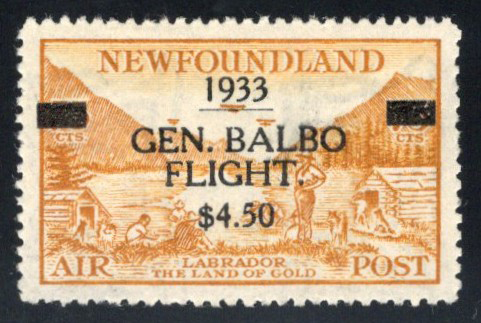 NEWFOUNDLAND
1933
CTS. CTS.
GEN. BALBO
FLIGHT.
$4.50
LABRADOR
AIR THE LAND OF GOLD POST